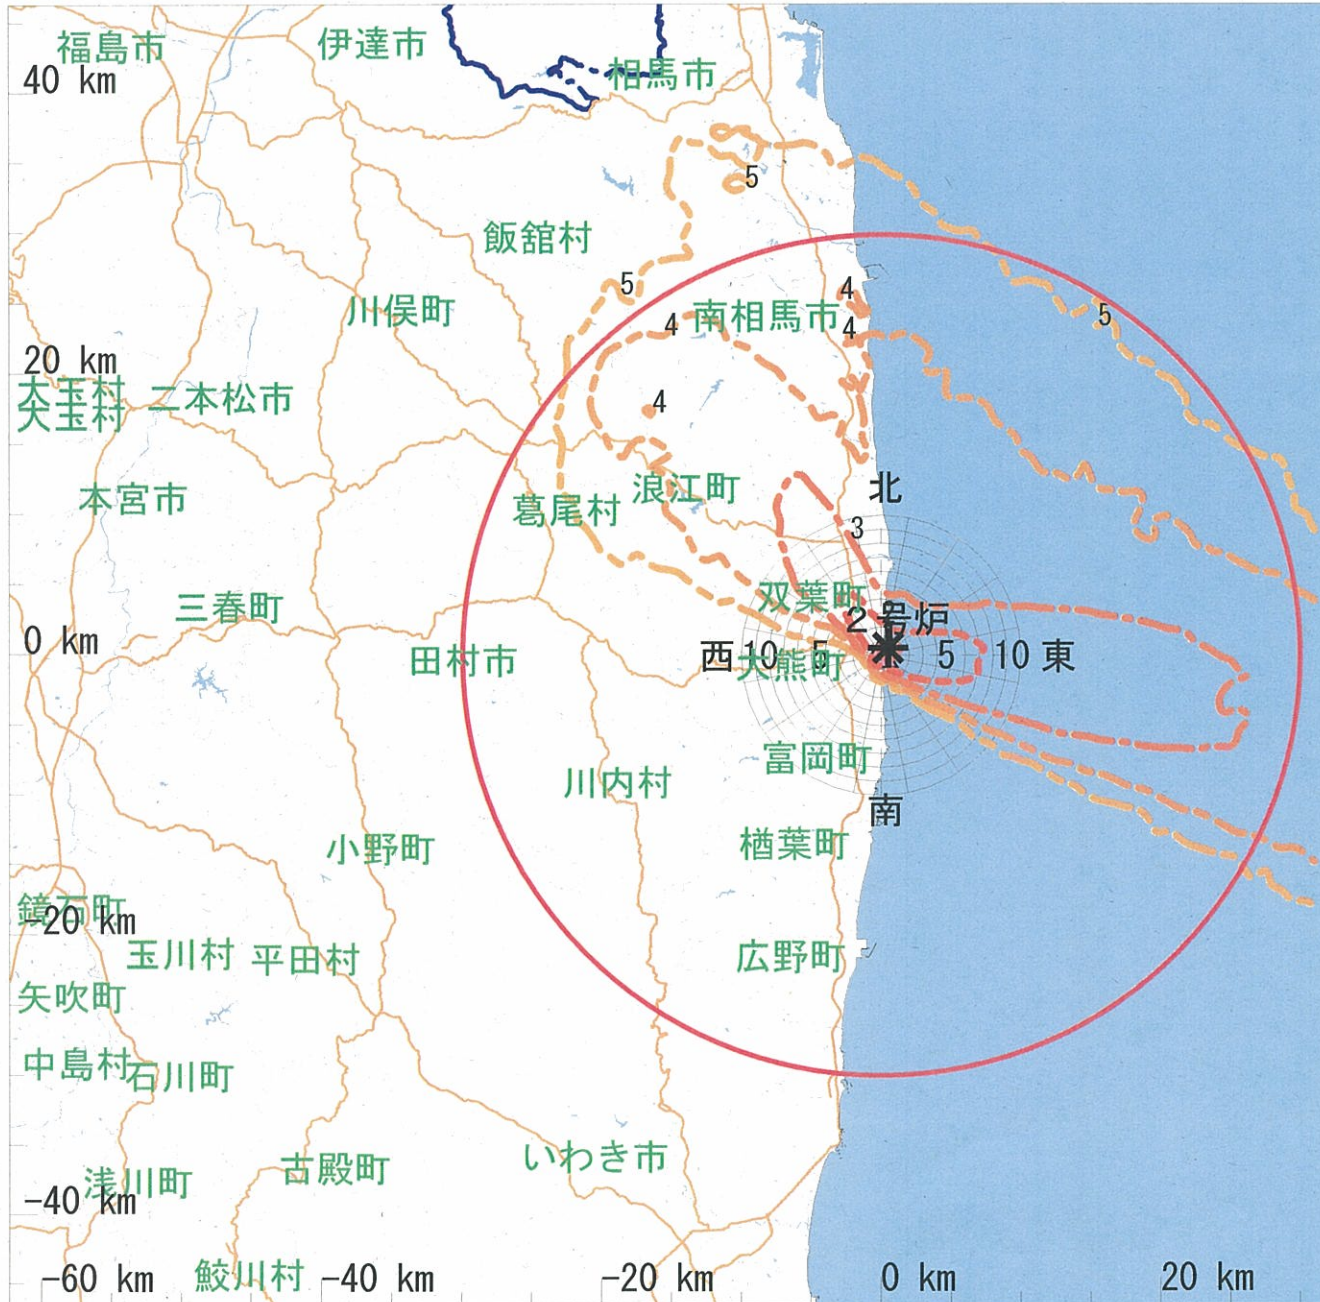 福島市
伊達市
40 km
相馬市
5
飯舘村
5
川俣町
4
南相馬市
4
4
5
20 km
大玉村
大玉村
二本松市
4
本宮市
葛尾村
浪江町
北
3
三春町
双葉町
2号炉
0 km
田村市
西
10
5
大熊町
5
10
東
富岡町
川内村
南
小野町
楢葉町
鏡石町
-20 km
玉川村
平田村
広野町
矢吹町
中島村
石川町
いわき市
古殿町
浅川町
-40 km
鮫川村
-60 km
-40 km
-20 km
0 km
20 km